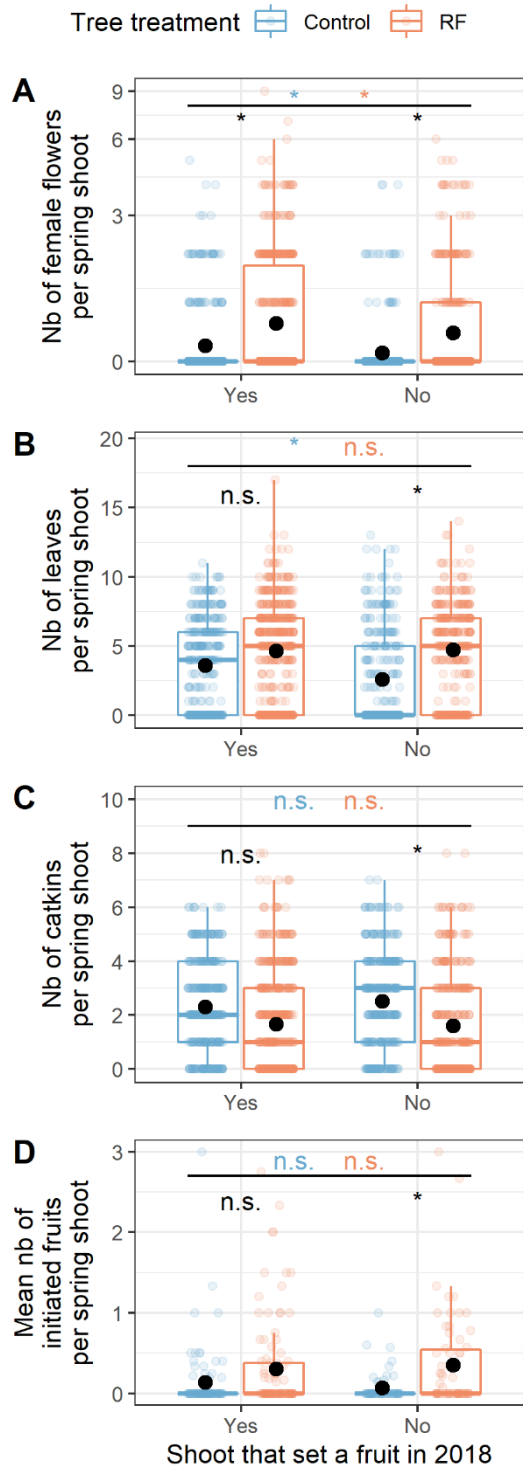 Tree treatment Control RF
A
Nb of female flowers
per spring shoot
9
6
3
0
* *
* *
Yes No
B
Nb of leaves
per spring shoot
20
15
10
5
0
* n.s.
n.s. *
Yes No
C
Nb of catkins
per spring shoot
10
8
6
4
2
0
n.s. n.s.
n.s. *
Yes No
D
Mean nb of
initiated fruits
per spring shoot
3
2
1
0
n.s. n.s.
n.s. *
Yes No
Shoot that set a fruit in 2018